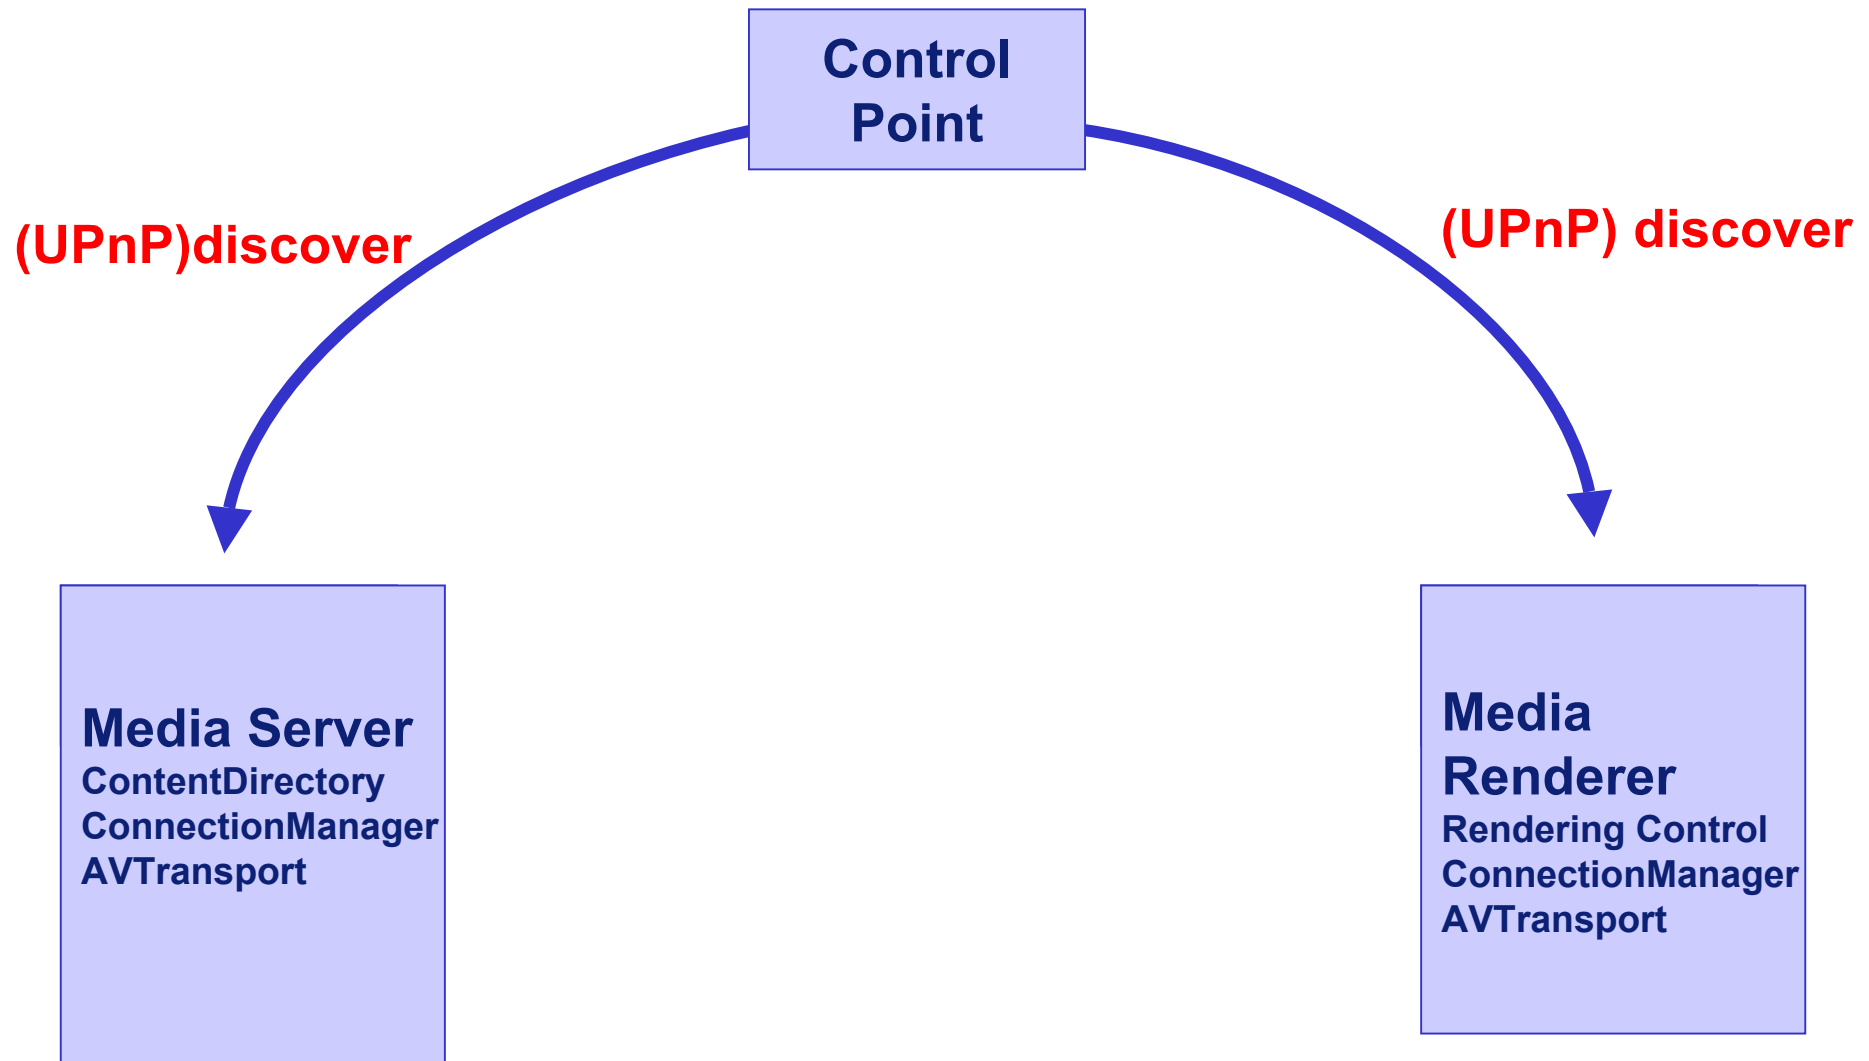 Control
Point
(UPnP)discover
(UPnP) discover
Media Server
ContentDirectory
ConnectionManager
AVTransport
Media
Renderer
Rendering Control
ConnectionManager
AVTransport